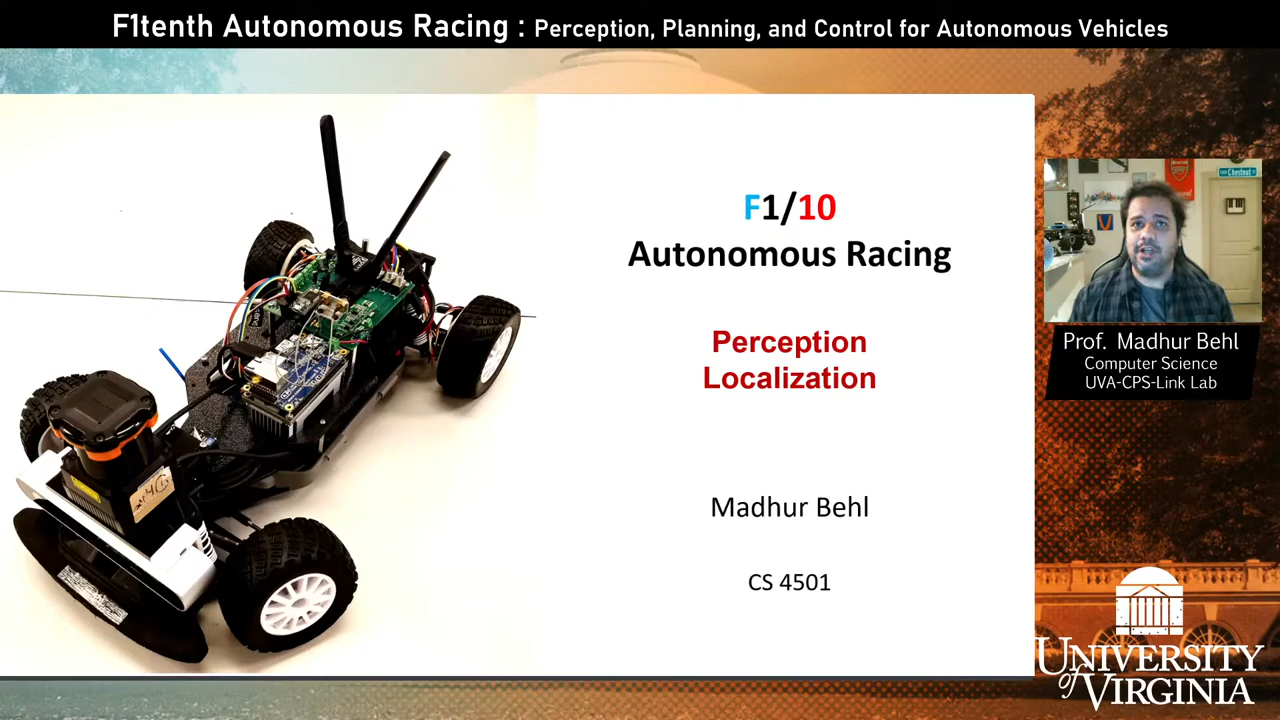 F1tenth Autonomous Racing : Perception, Planning, and Control for Autonomous Vehicles
F1/10
Autonomous Racing
Perception
Localization
Madhur Behl
CS 4501
Chestnut
Prof. Madhur Behl
Computer Science
UVA-CPS-Link Lab
UNIVERSITY
of VIRGINIA